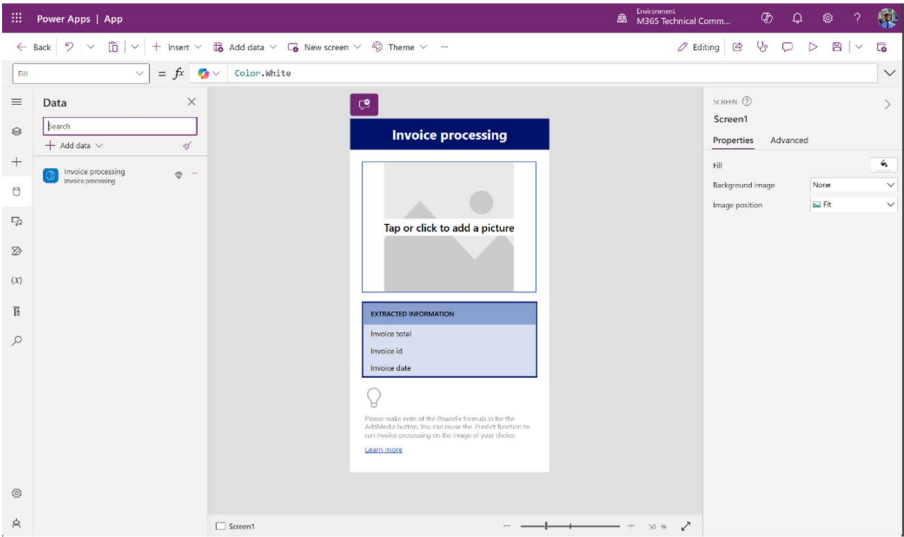 Power Apps | App
Environment
M365 Technical Comm...
Back
Insert
Add data
New screen
Theme
Editing
Fill
= fx
Color.White
Data
Search
Add data
Invoice processing
Invoice processing
(x)
Invoice processing
Tap or click to add a picture
EXTRACTED INFORMATION
Invoice total
Invoice id
Invoice date
Please make note of the PowerFx formula in for the
AddMedia button. You can reuse the .Predict function to
run invoice processing on the image of your choice.
Learn more
SCREEN
Screen1
Properties Advanced
Fill
Background image None
Image position Fit
Screen1
50 %